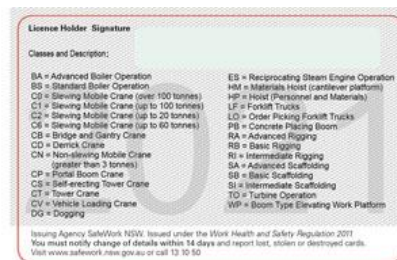 Licence Holder Signature
Classes and Description:
BA = Advanced Boiler Operation
BS = Standard Boiler Operation
C0 = Slewing Mobile Crane (over 100 tonnes)
C1 = Slewing Mobile Crane (up to 100 tonnes)
C2 = Slewing Mobile Crane (up to 20 tonnes)
C6 = Slewing Mobile Crane (up to 60 tonnes)
CB = Bridge and Gantry Crane
CD = Derrick Crane
CN = Non-slewing Mobile Crane
(greater than 3 tonnes)
CP = Portal Boom Crane
CS = Self-erecting Tower Crane
CT = Tower Crane
CV = Vehicle Loading Crane
DG = Dogging
ES = Reciprocating Steam Engine Operation
HM = Materials Hoist (cantilever platform)
HP = Hoist (Personnel and Materials)
LF = Forklift Trucks
LO = Order Picking Forklift Trucks
PB = Concrete Placing Boom
RA = Advanced Rigging
RB = Basic Rigging
RI = Intermediate Rigging
SA = Advanced Scaffolding
SB = Basic Scaffolding
SI = Intermediate Scaffolding
TO = Turbine Operation
WP = Boom Type Elevating Work Platform
Issuing Agency SafeWork NSW. Issued under the Work Health and Safety Regulation 2011
You must notify change of details within 14 days and report lost, stolen or destroyed cards.
Visit www.safework.nsw.gov.au or call 13 10 50